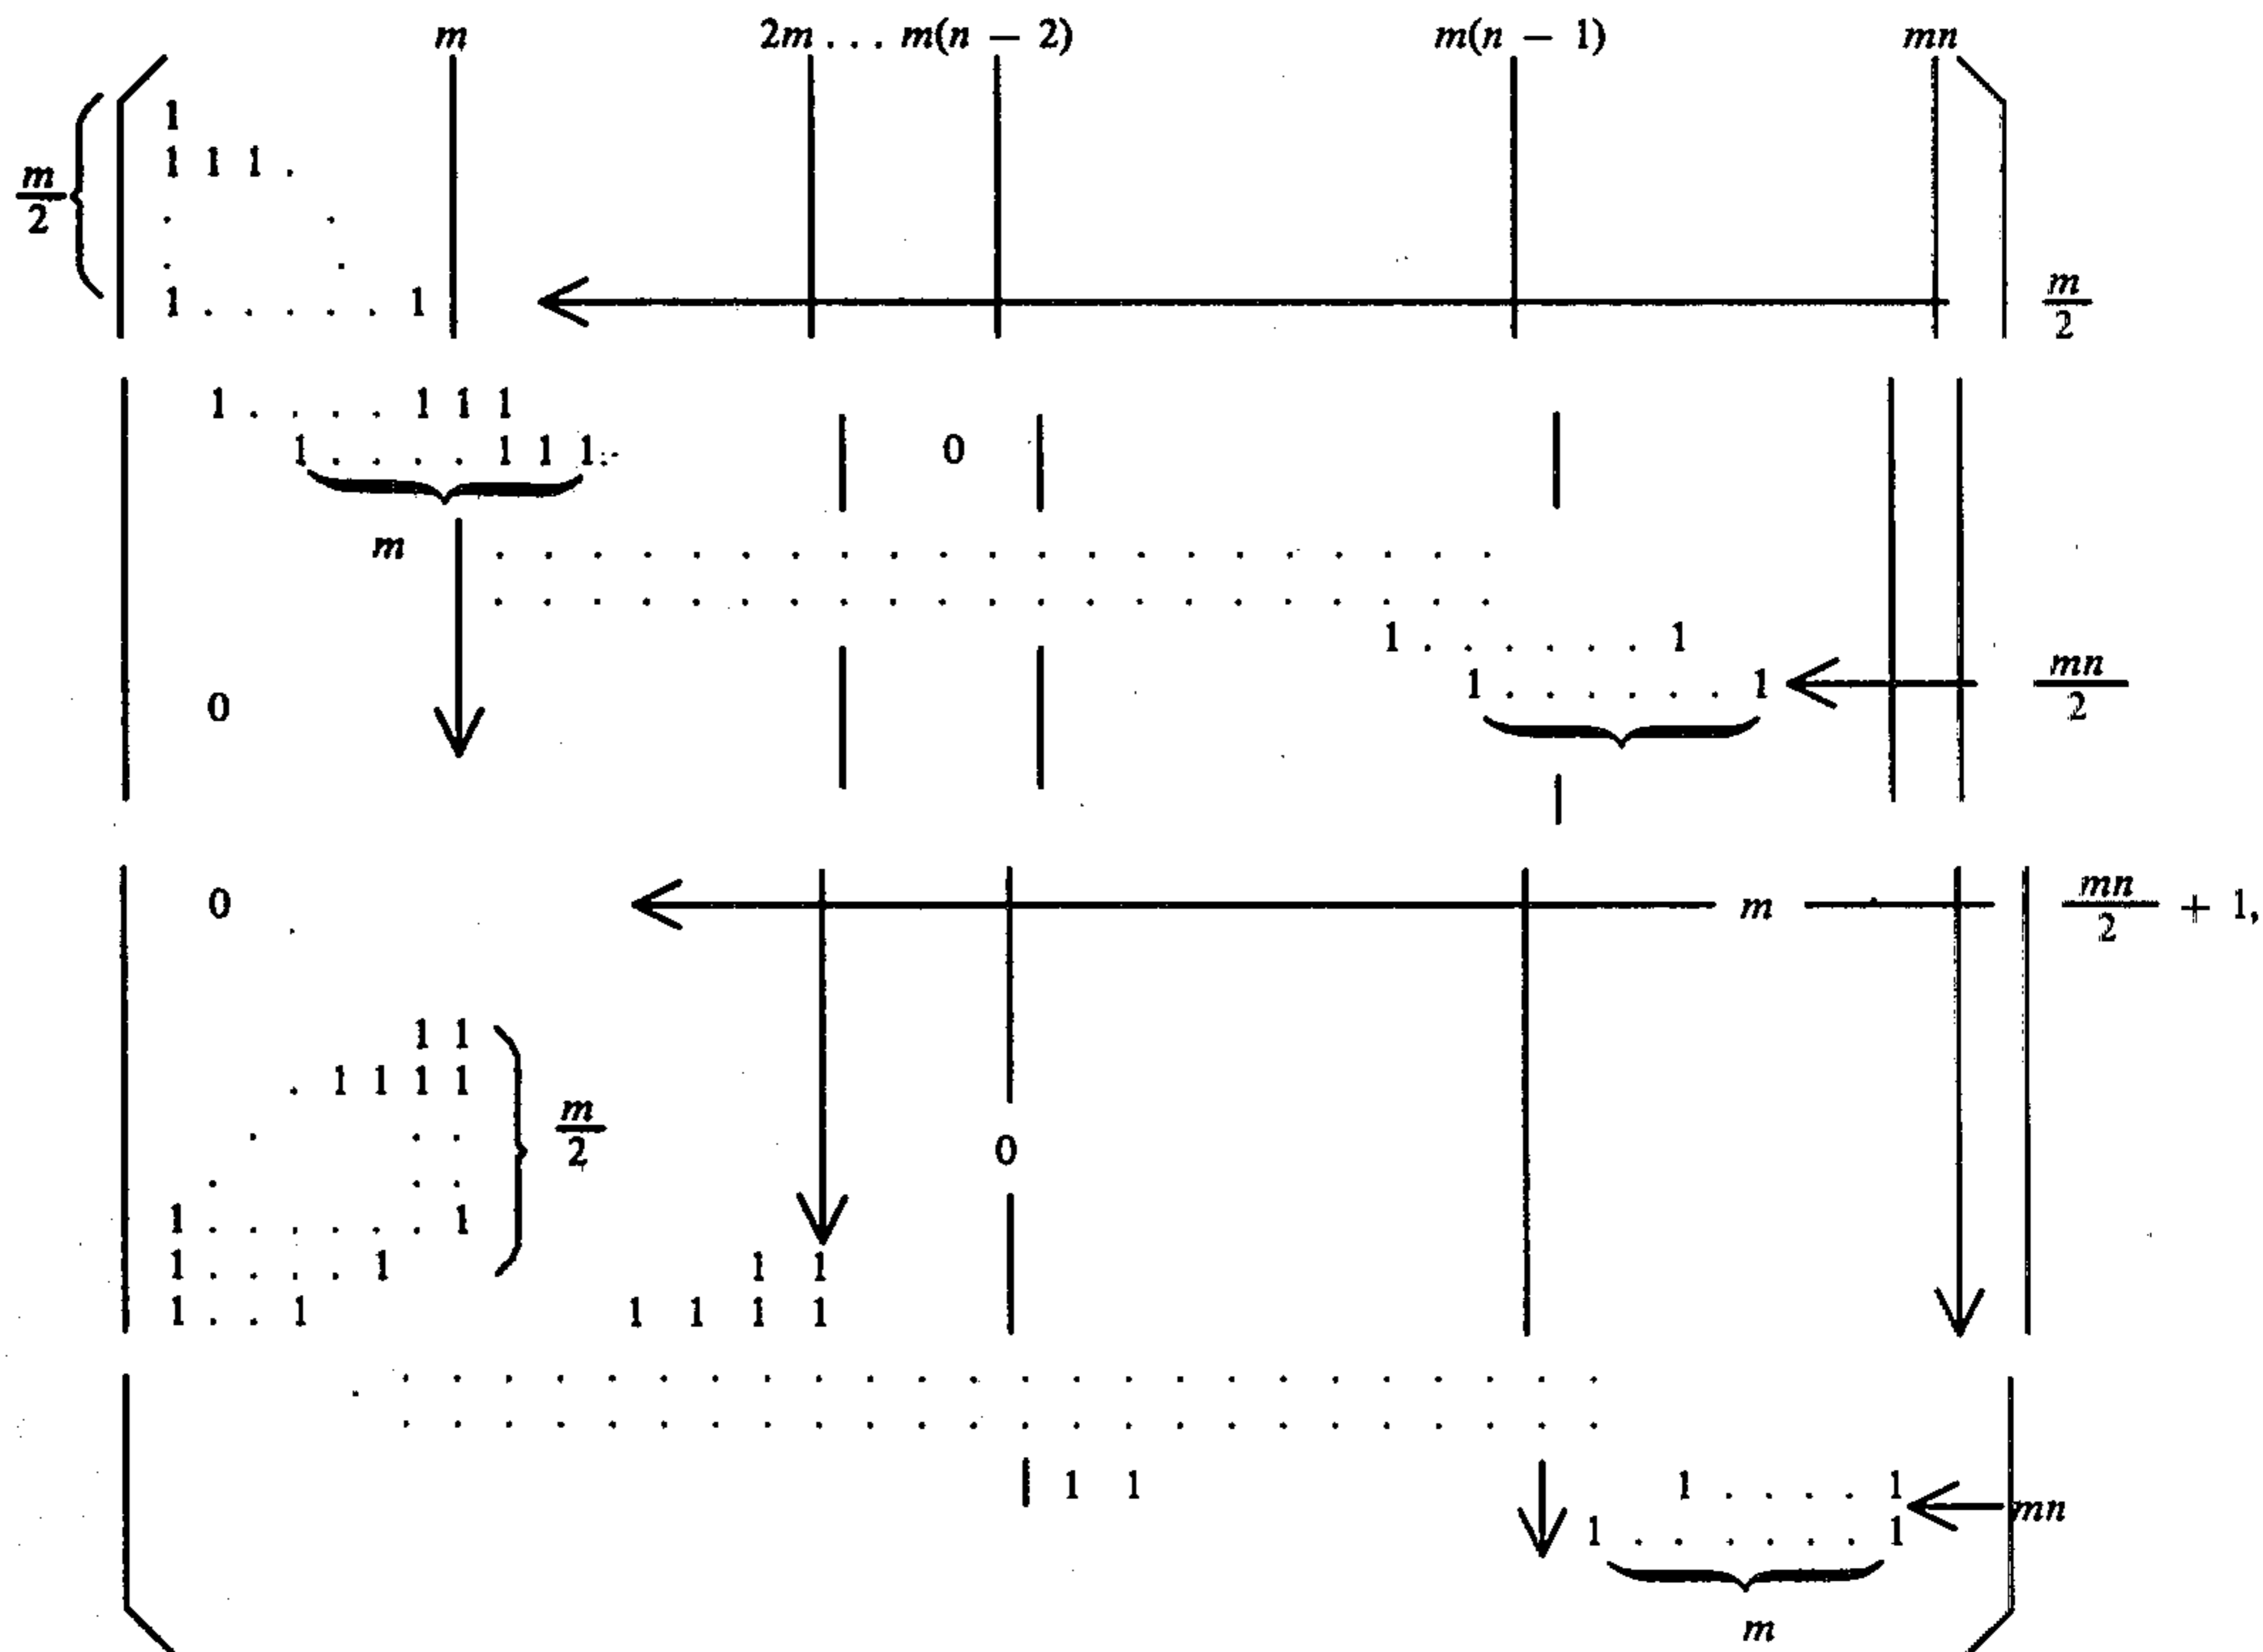 m 2m . . . m(n − 2) m(n − 1) mn
1
1 1 1 .
m/2
. .
. .
1 . . . . . 1 m/2
1 . . . . 1 1 1
1 . . . . 1 1 1 . 0
m . . . . . . . . . . . . . . . . . . . . .
. . . . . . . . . . . . . . . . . . . . .
1 . . . . . . 1
0 1 . . . . . . 1 mn/2
0 m mn/2 + 1,
1 1
. 1 1 1 1
m/2
. . .
0
. . .
1 . . . . . . 1
1 . . . . 1 1 1
1 . . 1 1 1 1 1
. . . . . . . . . . . . . . . . . . . . . . . . .
. . . . . . . . . . . . . . . . . . . . . . . .
1 1 1 . . . . 1 mn
1 . . . . . . 1
m